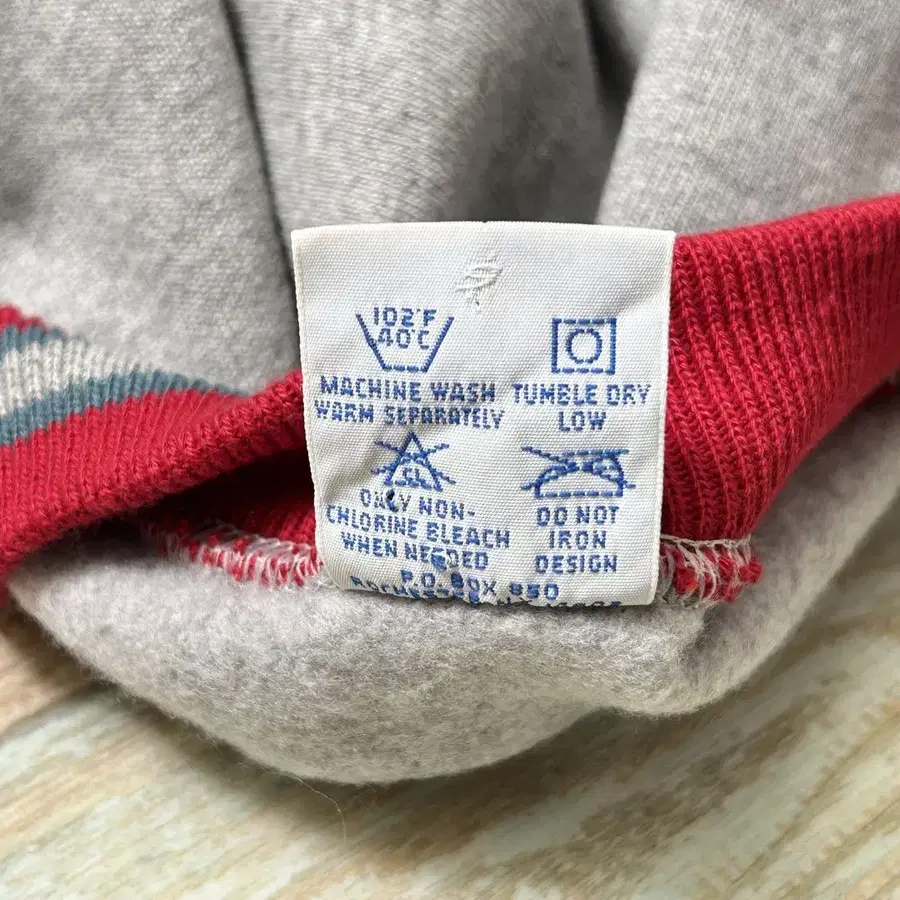 102°F
40°C
MACHINE WASH
WARM SEPARATELY
TUMBLE DRY
LOW
CL
ONLY NON-
CHLORINE BLEACH
WHEN NEEDED
DO NOT
IRON
DESIGN
P.O. BOX 850
ROCHESTER